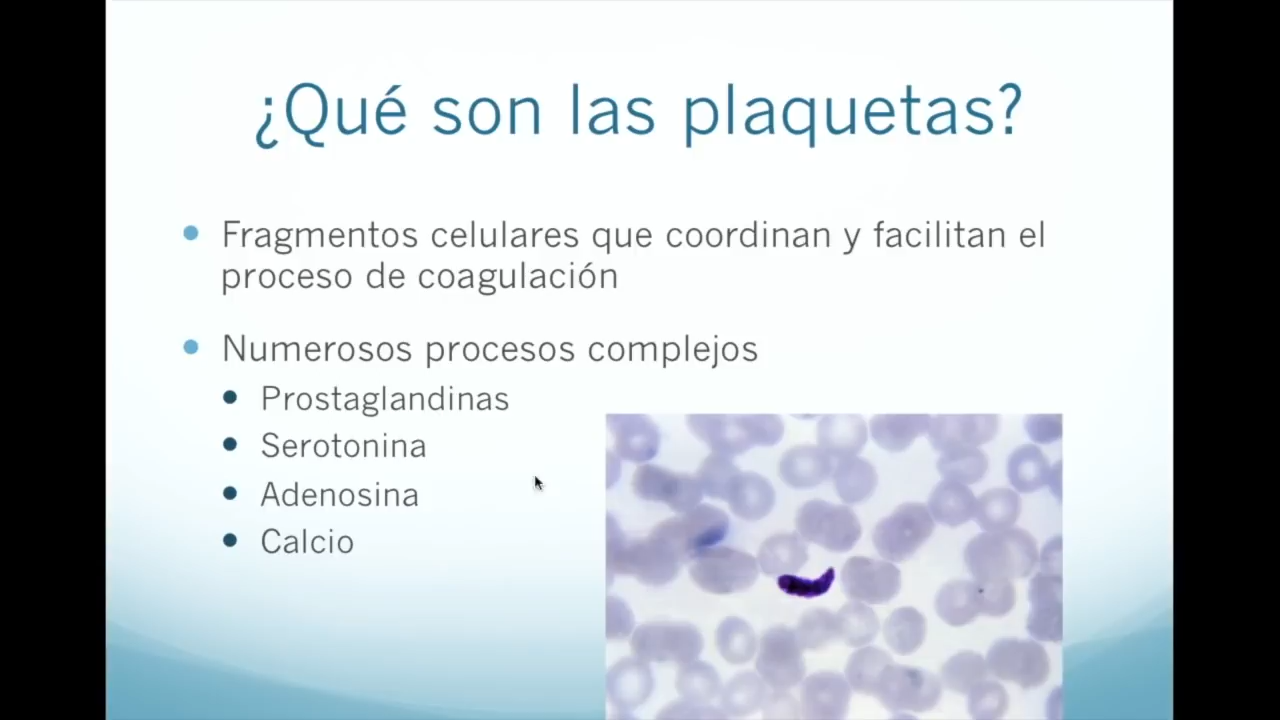 ¿Qué son las plaquetas?
Fragmentos celulares que coordinan y facilitan el
proceso de coagulación
Numerosos procesos complejos
Prostaglandinas
Serotonina
Adenosina
Calcio